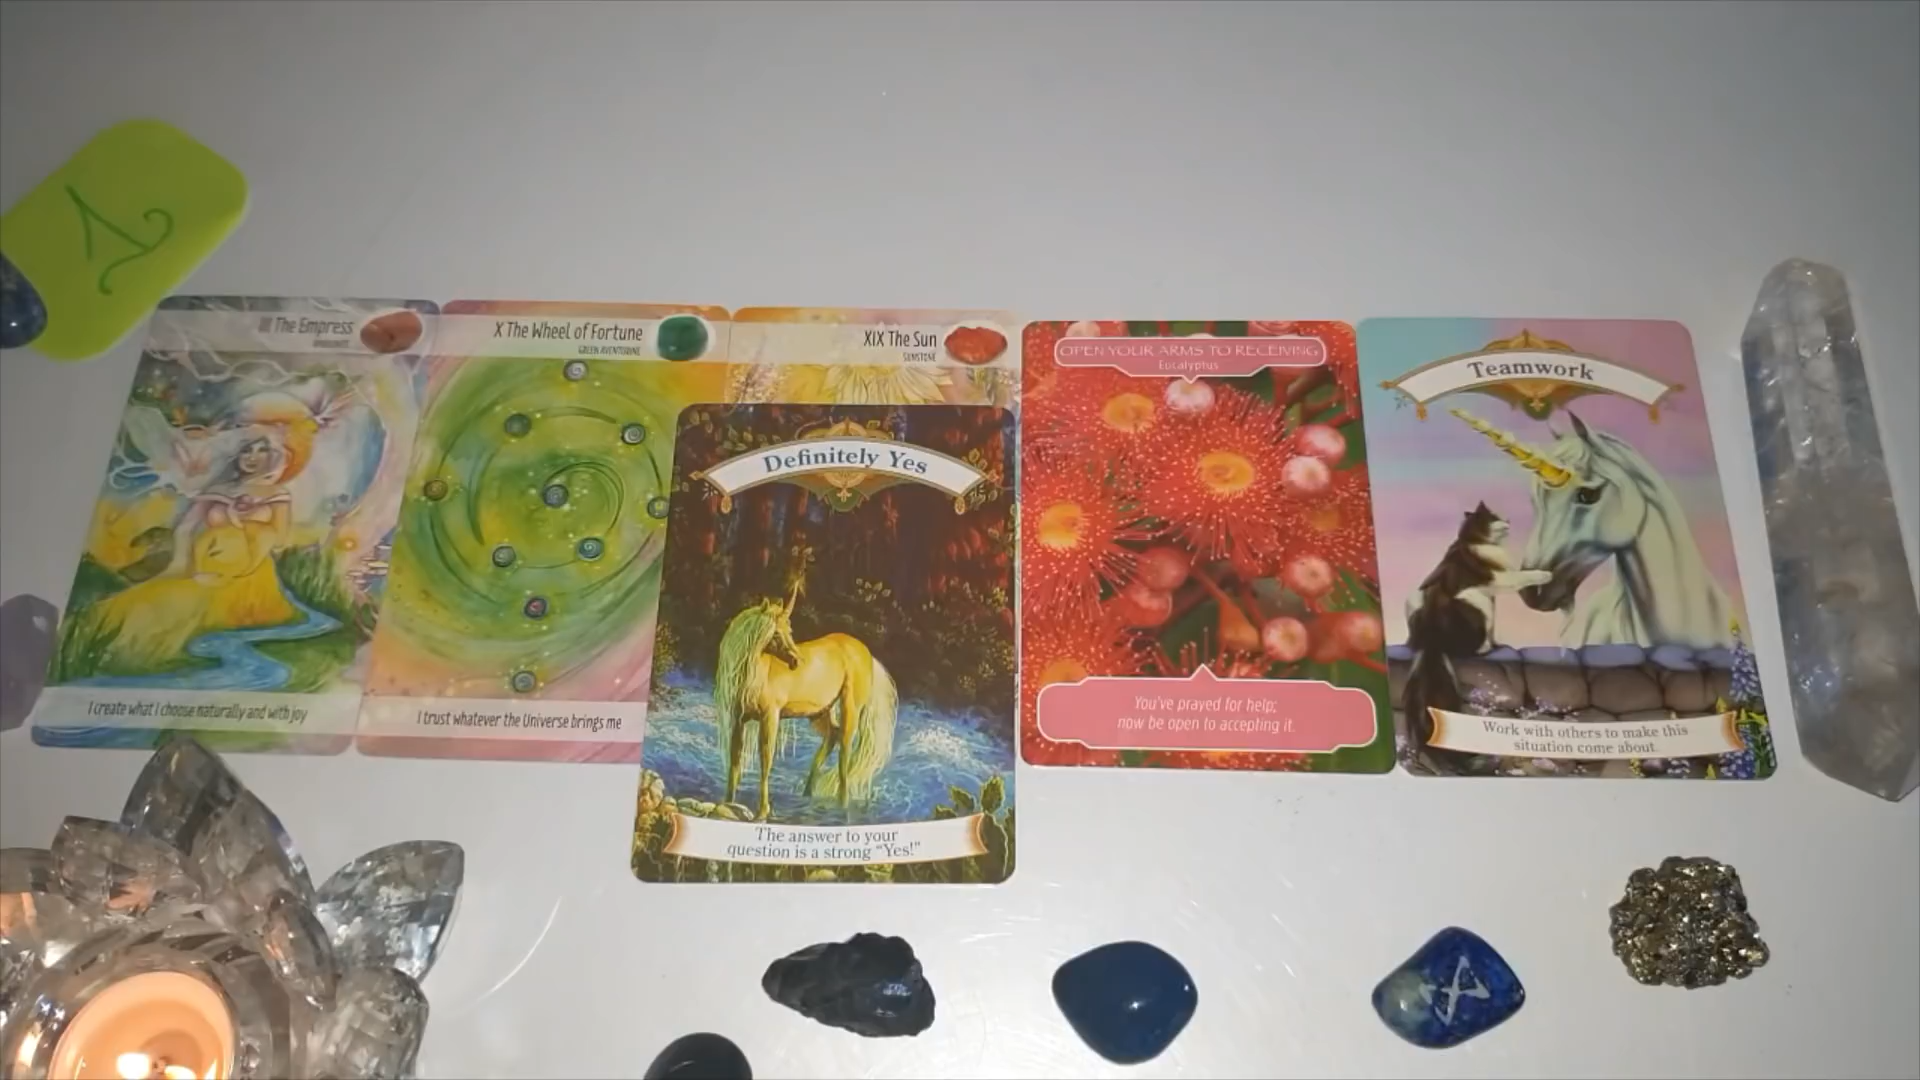 III The Empress
X The Wheel of Fortune
GREEN AVENTURINE
XIX The Sun
SUNSTONE
OPEN YOUR ARMS TO RECEIVING
Eucalyptus
Teamwork
Definitely Yes
I create what I choose naturally and with joy
I trust whatever the Universe brings me
You've prayed for help;
now be open to accepting it.
Work with others to make this
situation come about.
The answer to your
question is a strong "Yes!"